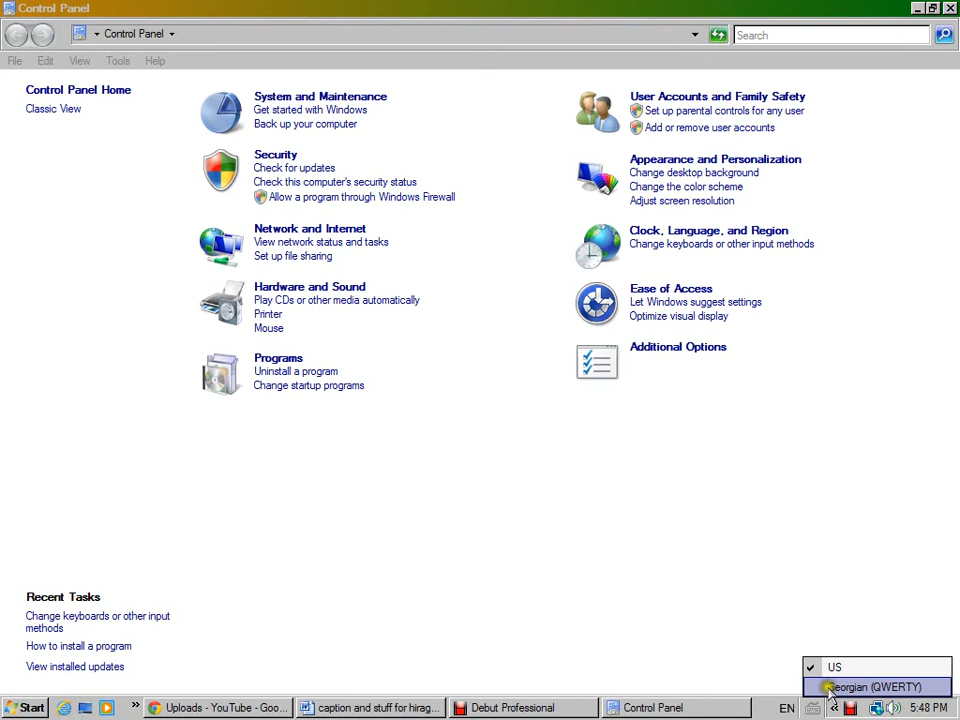 Control Panel
Control Panel
Search
File Edit View Tools Help
Control Panel Home
Classic View
System and Maintenance
Get started with Windows
Back up your computer
Security
Check for updates
Check this computer's security status
Allow a program through Windows Firewall
Network and Internet
View network status and tasks
Set up file sharing
Hardware and Sound
Play CDs or other media automatically
Printer
Mouse
Programs
Uninstall a program
Change startup programs
User Accounts and Family Safety
Set up parental controls for any user
Add or remove user accounts
Appearance and Personalization
Change desktop background
Change the color scheme
Adjust screen resolution
Clock, Language, and Region
Change keyboards or other input methods
Ease of Access
Let Windows suggest settings
Optimize visual display
Additional Options
Recent Tasks
Change keyboards or other input
methods
How to install a program
View installed updates
US
Georgian (QWERTY)
Start
Uploads - YouTube - Goo...
caption and stuff for hirag...
Debut Professional
Control Panel
EN
5:48 PM